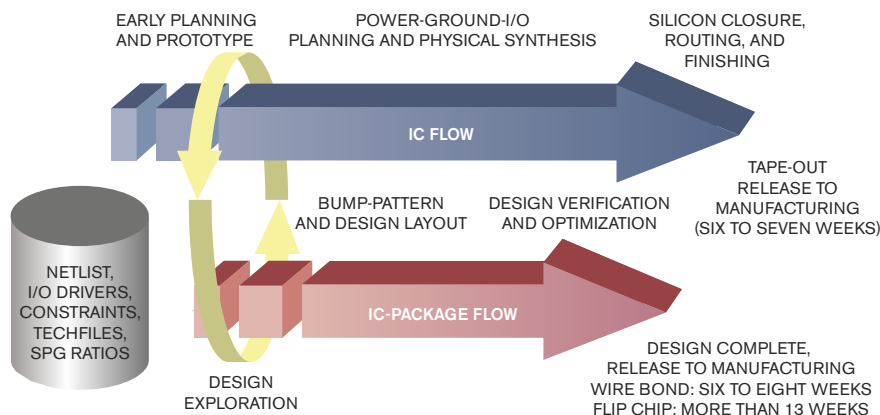 EARLY PLANNING
AND PROTOTYPE
POWER-GROUND-I/O
PLANNING AND PHYSICAL SYNTHESIS
SILICON CLOSURE,
ROUTING, AND
FINISHING
IC FLOW
TAPE-OUT
RELEASE TO
MANUFACTURING
(SIX TO SEVEN WEEKS)
BUMP-PATTERN
AND DESIGN LAYOUT
DESIGN VERIFICATION
AND OPTIMIZATION
NETLIST,
I/O DRIVERS,
CONSTRAINTS,
TECHFILES,
SPG RATIOS
IC-PACKAGE FLOW
DESIGN
EXPLORATION
DESIGN COMPLETE,
RELEASE TO MANUFACTURING
WIRE BOND: SIX TO EIGHT WEEKS
FLIP CHIP: MORE THAN 13 WEEKS